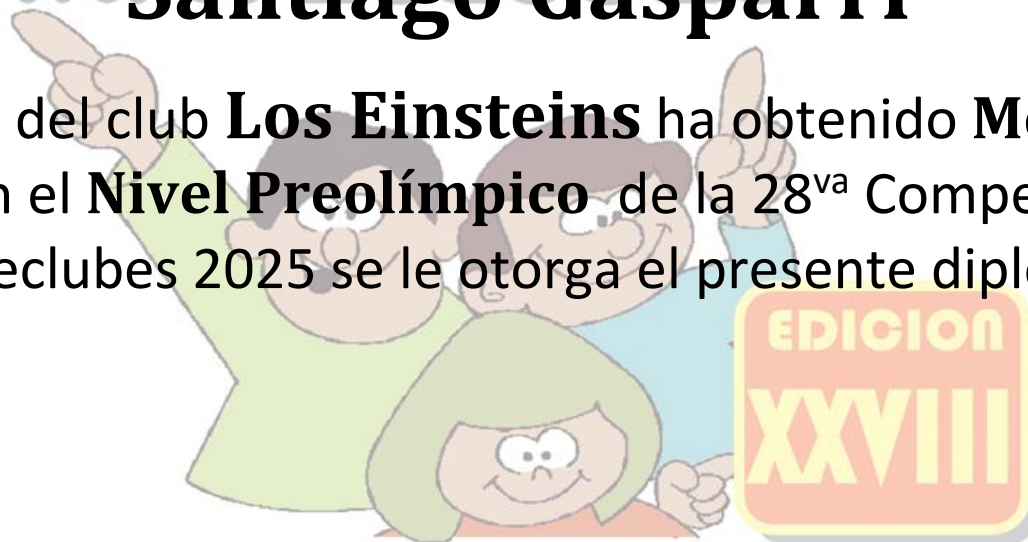 Santiago Gasparri
del club Los Einsteins ha obtenido
el Nivel Preolímpico de la 28va
2025 se le otorga el presente
EDICION
XXVIII